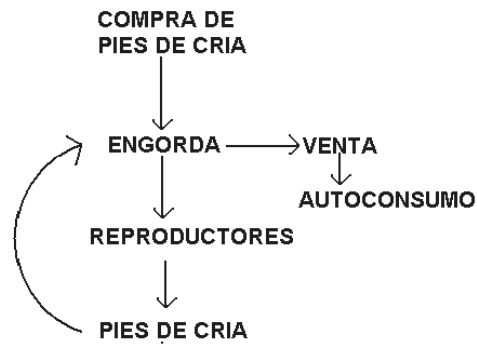 COMPRA DE
PIES DE CRIA
ENGORDA
VENTA
AUTOCONSUMO
REPRODUCTORES
PIES DE CRIA